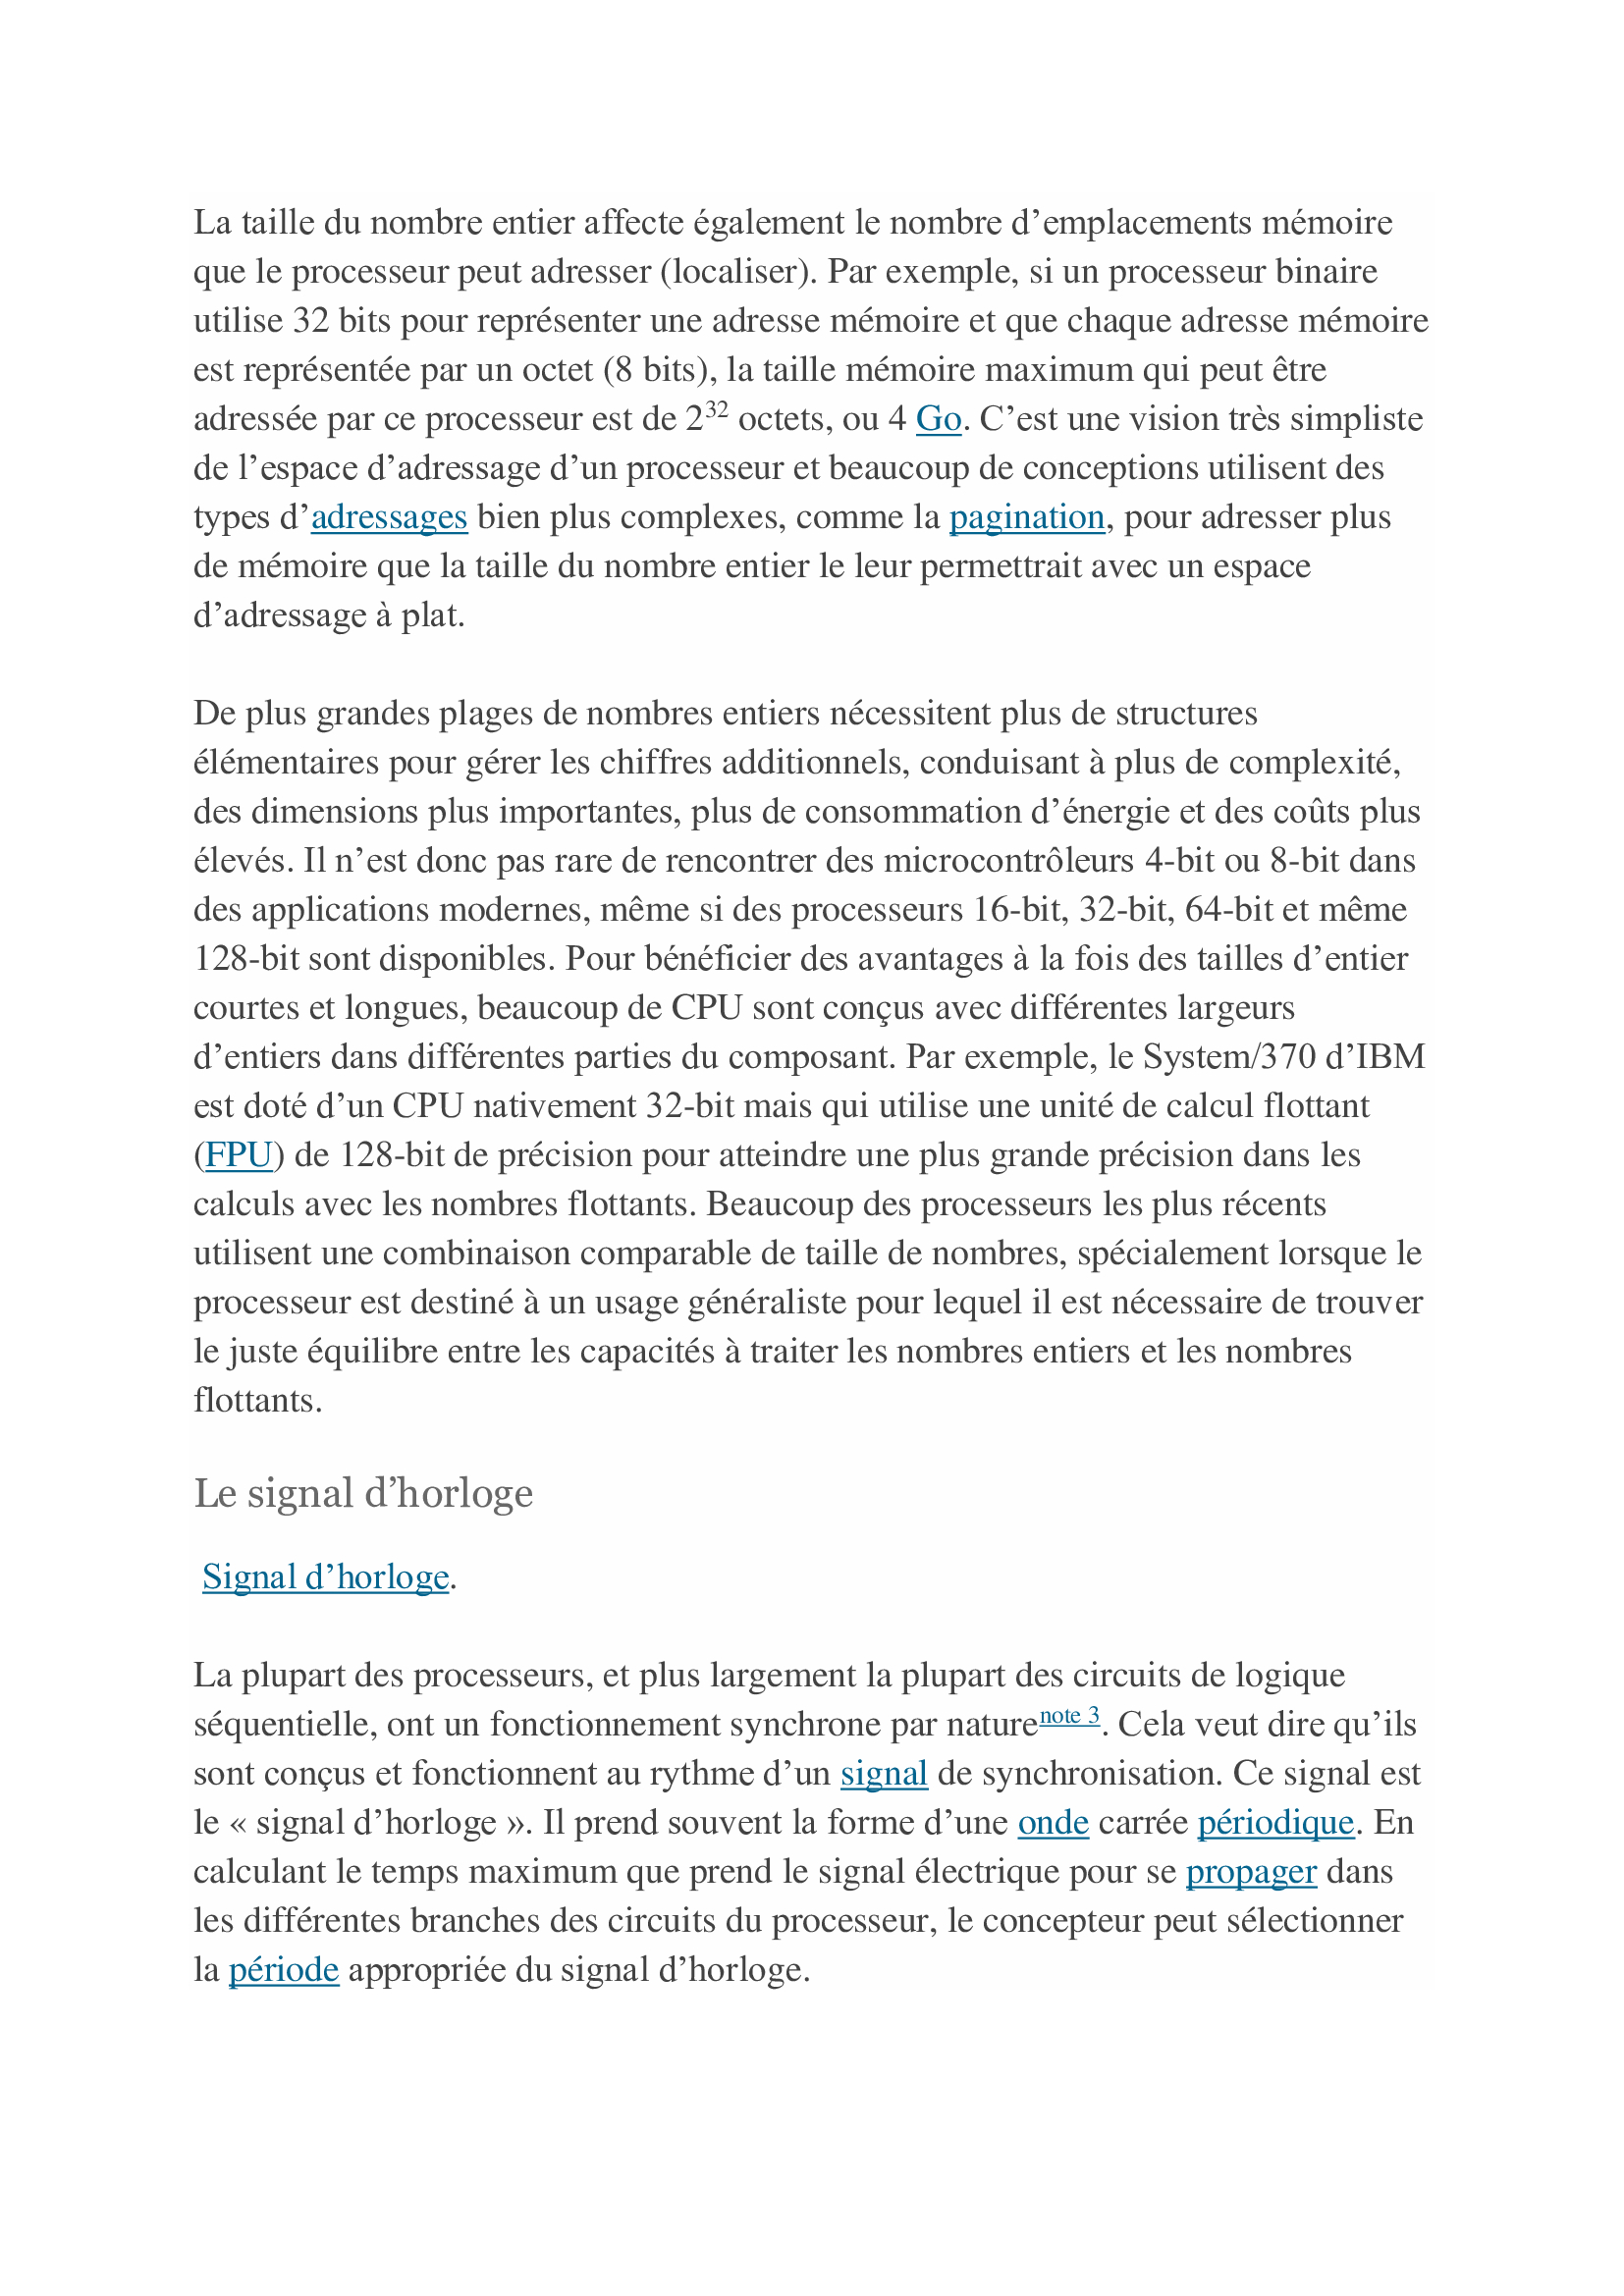 La taille du nombre entier affecte également le nombre d’emplacements mémoire
que le processeur peut adresser (localiser). Par exemple, si un processeur binaire
utilise 32 bits pour représenter une adresse mémoire et que chaque adresse mémoire
est représentée par un octet (8 bits), la taille mémoire maximum qui peut être
adressée par ce processeur est de 2³² octets, ou 4 Go. C’est une vision très simpliste
de l’espace d’adressage d’un processeur et beaucoup de conceptions utilisent des
types d’adressages bien plus complexes, comme la pagination, pour adresser plus
de mémoire que la taille du nombre entier le leur permettrait avec un espace
d’adressage à plat.
De plus grandes plages de nombres entiers nécessitent plus de structures
élémentaires pour gérer les chiffres additionnels, conduisant à plus de complexité,
des dimensions plus importantes, plus de consommation d’énergie et des coûts plus
élevés. Il n’est donc pas rare de rencontrer des microcontrôleurs 4-bit ou 8-bit dans
des applications modernes, même si des processeurs 16-bit, 32-bit, 64-bit et même
128-bit sont disponibles. Pour bénéficier des avantages à la fois des tailles d’entier
courtes et longues, beaucoup de CPU sont conçus avec différentes largeurs
d’entiers dans différentes parties du composant. Par exemple, le System/370 d’IBM
est doté d’un CPU nativement 32-bit mais qui utilise une unité de calcul flottant
(FPU) de 128-bit de précision pour atteindre une plus grande précision dans les
calculs avec les nombres flottants. Beaucoup des processeurs les plus récents
utilisent une combinaison comparable de taille de nombres, spécialement lorsque le
processeur est destiné à un usage généraliste pour lequel il est nécessaire de trouver
le juste équilibre entre les capacités à traiter les nombres entiers et les nombres
flottants.
Le signal d’horloge
Signal d’horloge.
La plupart des processeurs, et plus largement la plupart des circuits de logique
séquentielle, ont un fonctionnement synchrone par nature note 3. Cela veut dire qu’ils
sont conçus et fonctionnent au rythme d’un signal de synchronisation. Ce signal est
le « signal d’horloge ». Il prend souvent la forme d’une onde carrée périodique. En
calculant le temps maximum que prend le signal électrique pour se propager dans
les différentes branches des circuits du processeur, le concepteur peut sélectionner
la période appropriée du signal d’horloge.